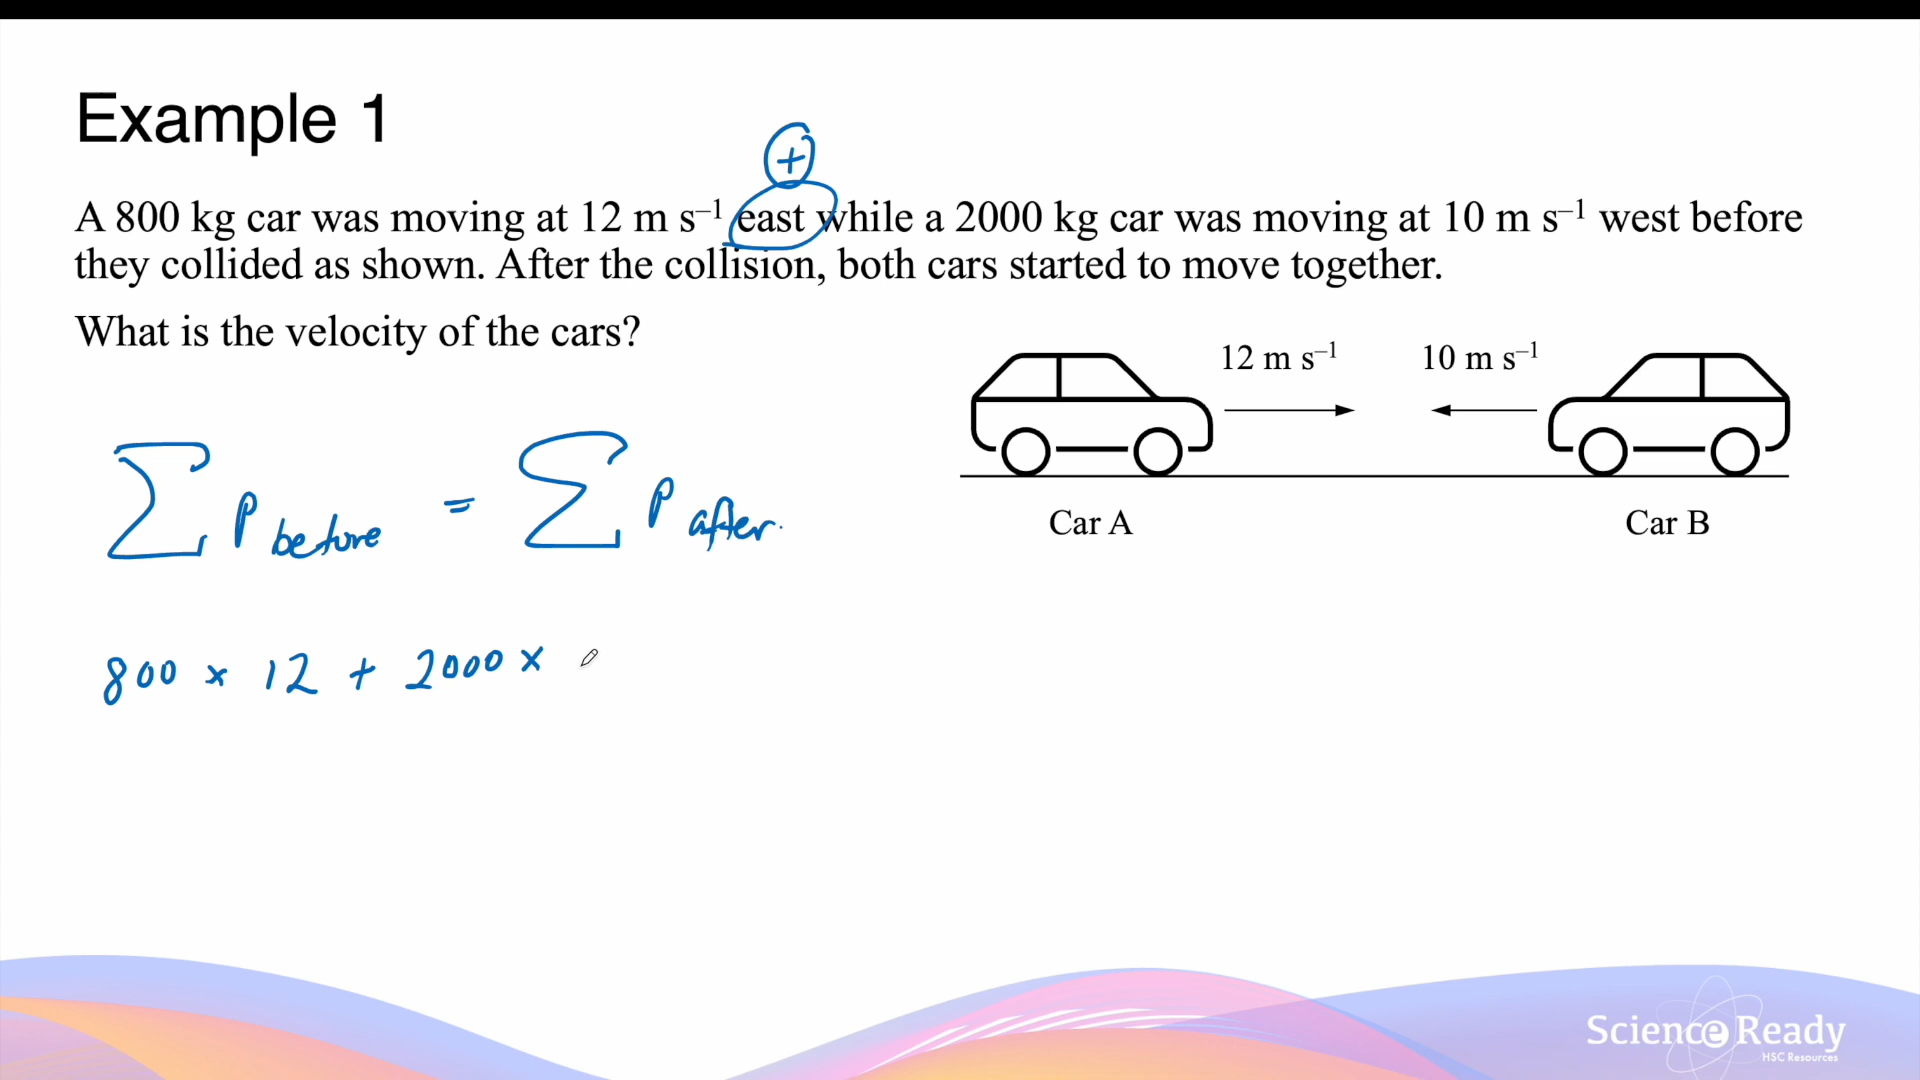 Example 1
+
A 800 kg car was moving at 12 m s⁻¹ east while a 2000 kg car was moving at 10 m s⁻¹ west before
they collided as shown. After the collision, both cars started to move together.
What is the velocity of the cars?
12 m s⁻¹ 10 m s⁻¹
∑ P before = ∑ P after.
Car A Car B
800 × 12 + 2000 ×
Science Ready
HSC Resources